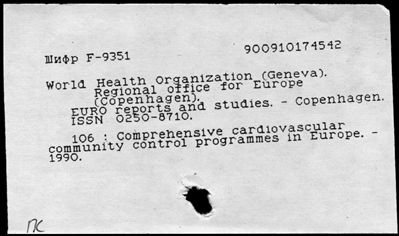 Шифр F-9351
900910174542
World Health Organization (Geneva).
Regional office for Europe
(Copenhagen).
EURO reports and studies. - Copenhagen.
ISSN 0250-8710.
106 : Comprehensive cardiovascular
community control programmes in Europe. -
1990.
ПС